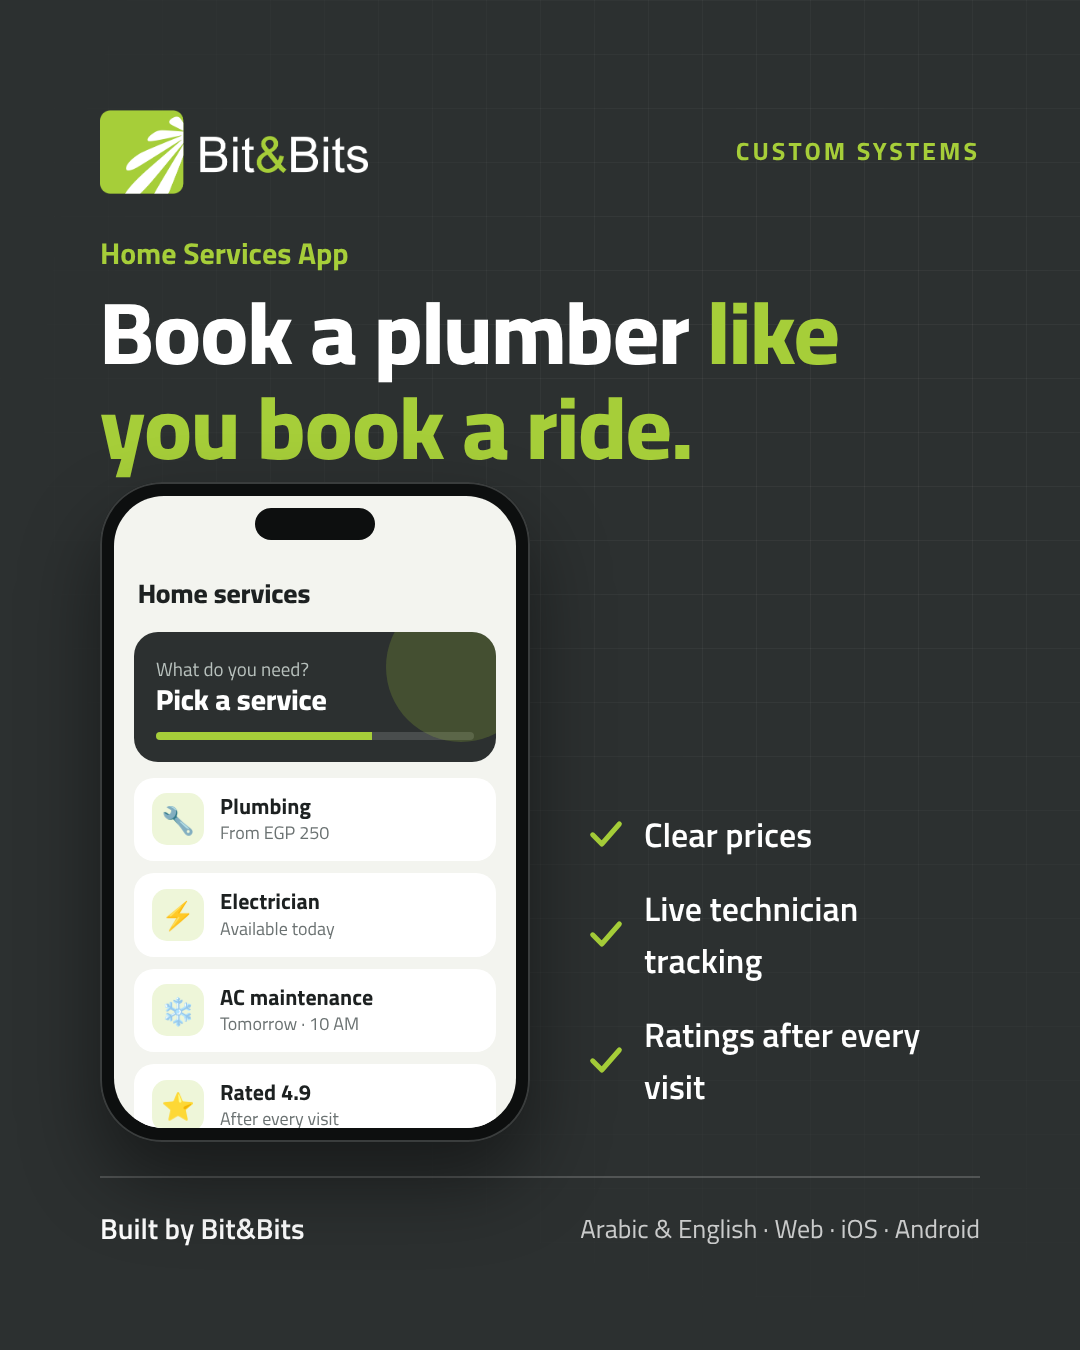 Bit&Bits
CUSTOM SYSTEMS
Home Services App
Book a plumber like
you book a ride.
Home services
What do you need?
Pick a service
Plumbing
From EGP 250
Electrician
Available today
AC maintenance
Tomorrow · 10 AM
Rated 4.9
After every visit
Clear prices
Live technician
tracking
Ratings after every
visit
Built by Bit&Bits
Arabic & English · Web · iOS · Android